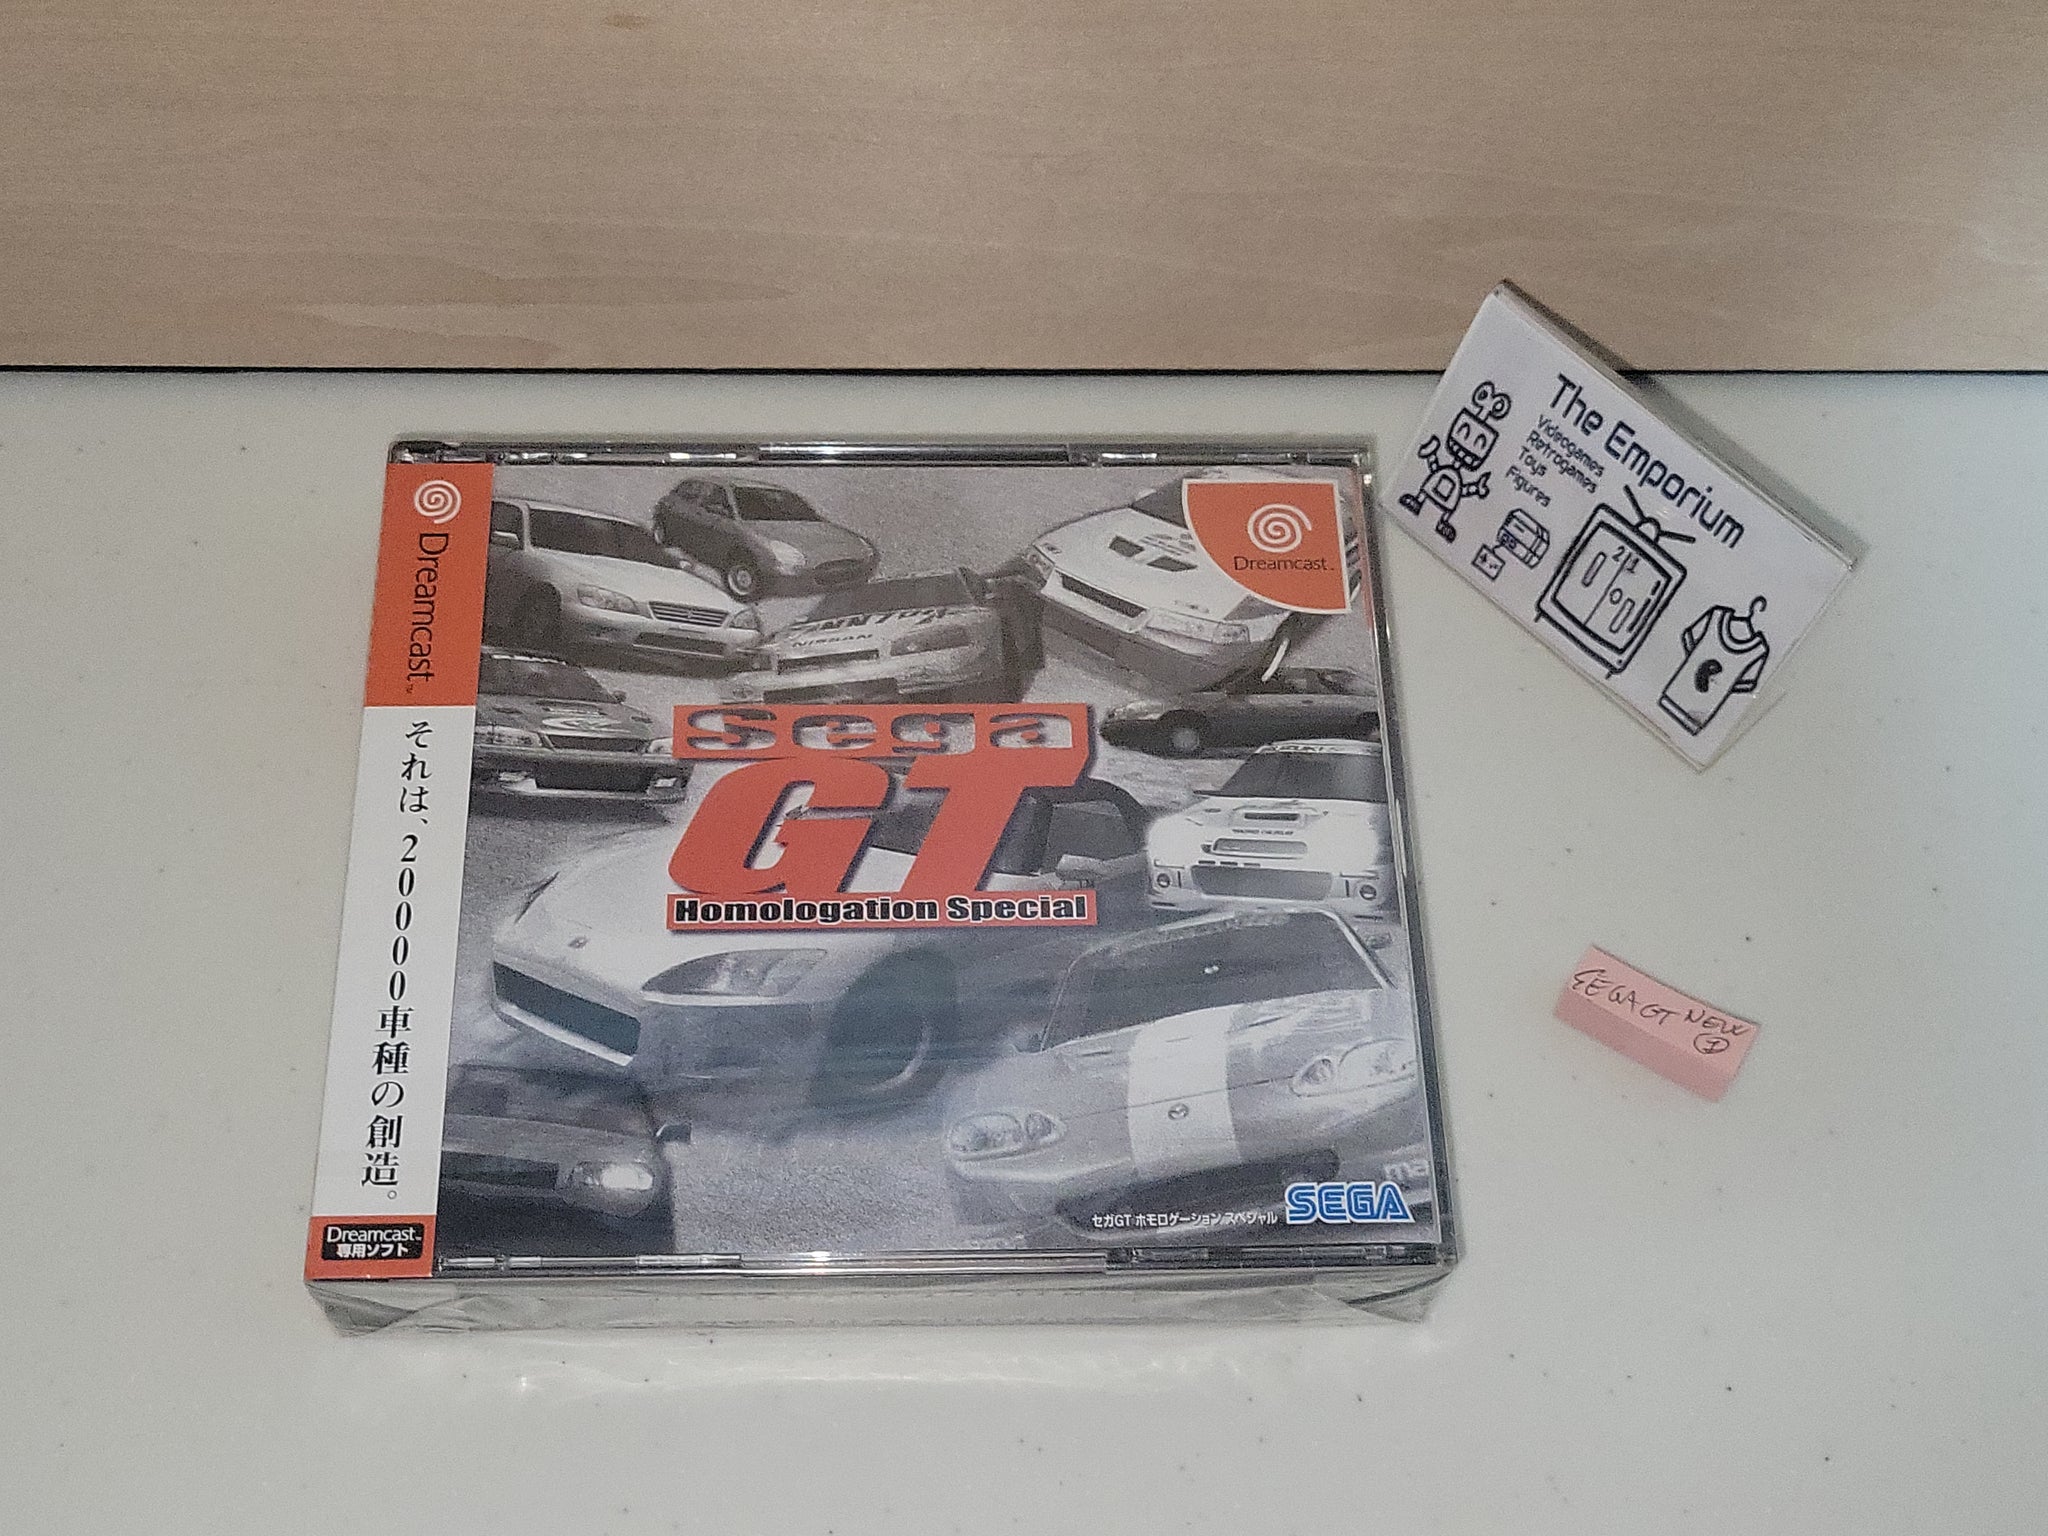 Dreamcast
それは、20000車種の創造。
Dreamcast
専用ソフト
NISSAN
Dreamcast
Sega
GT
Homologation Special
セガGT ホモロゲーション スペシャル
SEGA
The Emporium
Videogames
Retrogames
Toys
Figures
SEGA GT NEW
1